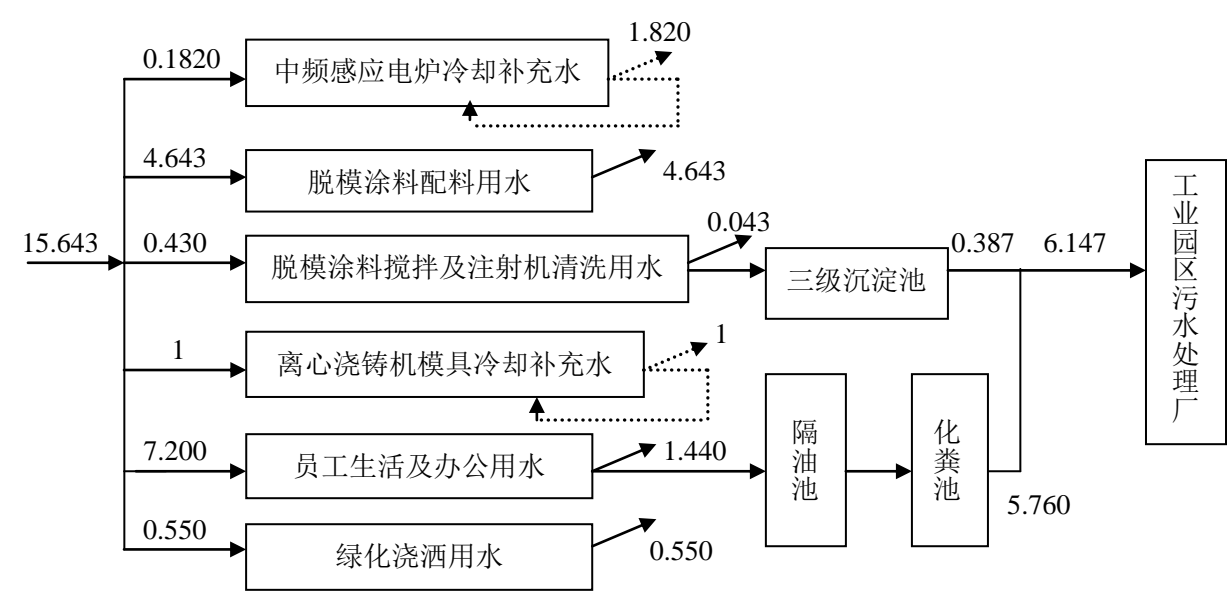 1.820
0.1820
中频感应电炉冷却补充水
4.643
脱模涂料配料用水
4.643
15.643
0.430
脱模涂料搅拌及注射机清洗用水
0.043
三级沉淀池
0.387
6.147
工业园区污水处理厂
1
离心浇铸机模具冷却补充水
1
7.200
员工生活及办公用水
1.440
隔油池
化粪池
5.760
0.550
绿化浇洒用水
0.550